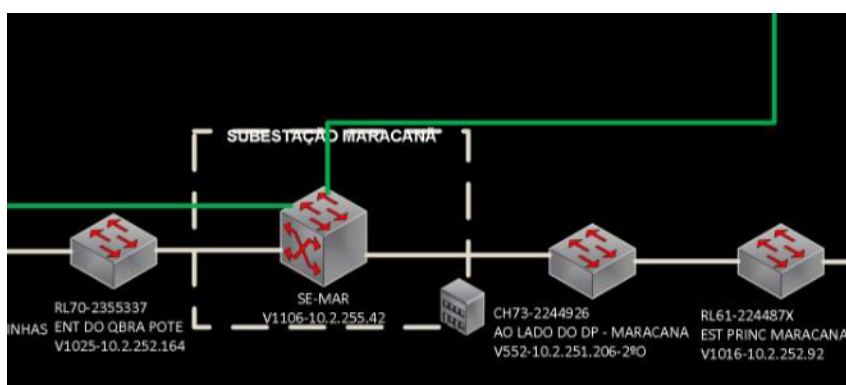 SUBESTAÇÃO MARACANÃ
RL70-2355337
INHAS ENT DO QBRA POTE
V1025-10.2.252.164
SE-MAR
V1106-10.2.255.42
CH73-2244926
AO LADO DO DP - MARACANA
V552-10.2.251.206-2ºO
RL61-224487X
EST PRINC MARACANA
V1016-10.2.252.92